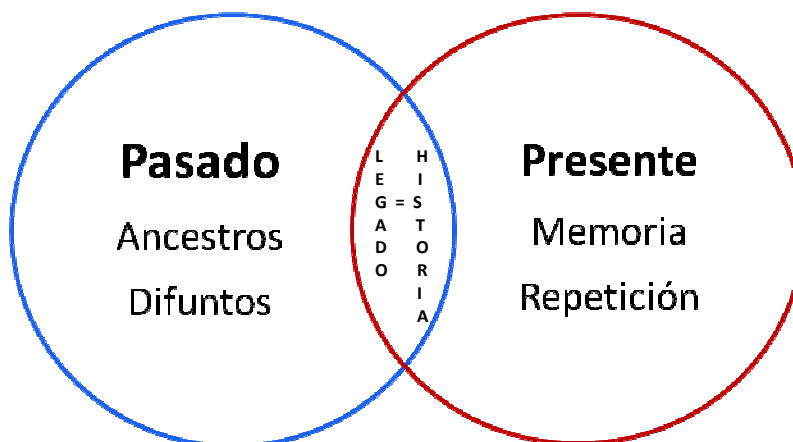 Pasado
Ancestros
Difuntos
LEGADO = HISTORIA
Presente
Memoria
Repetición